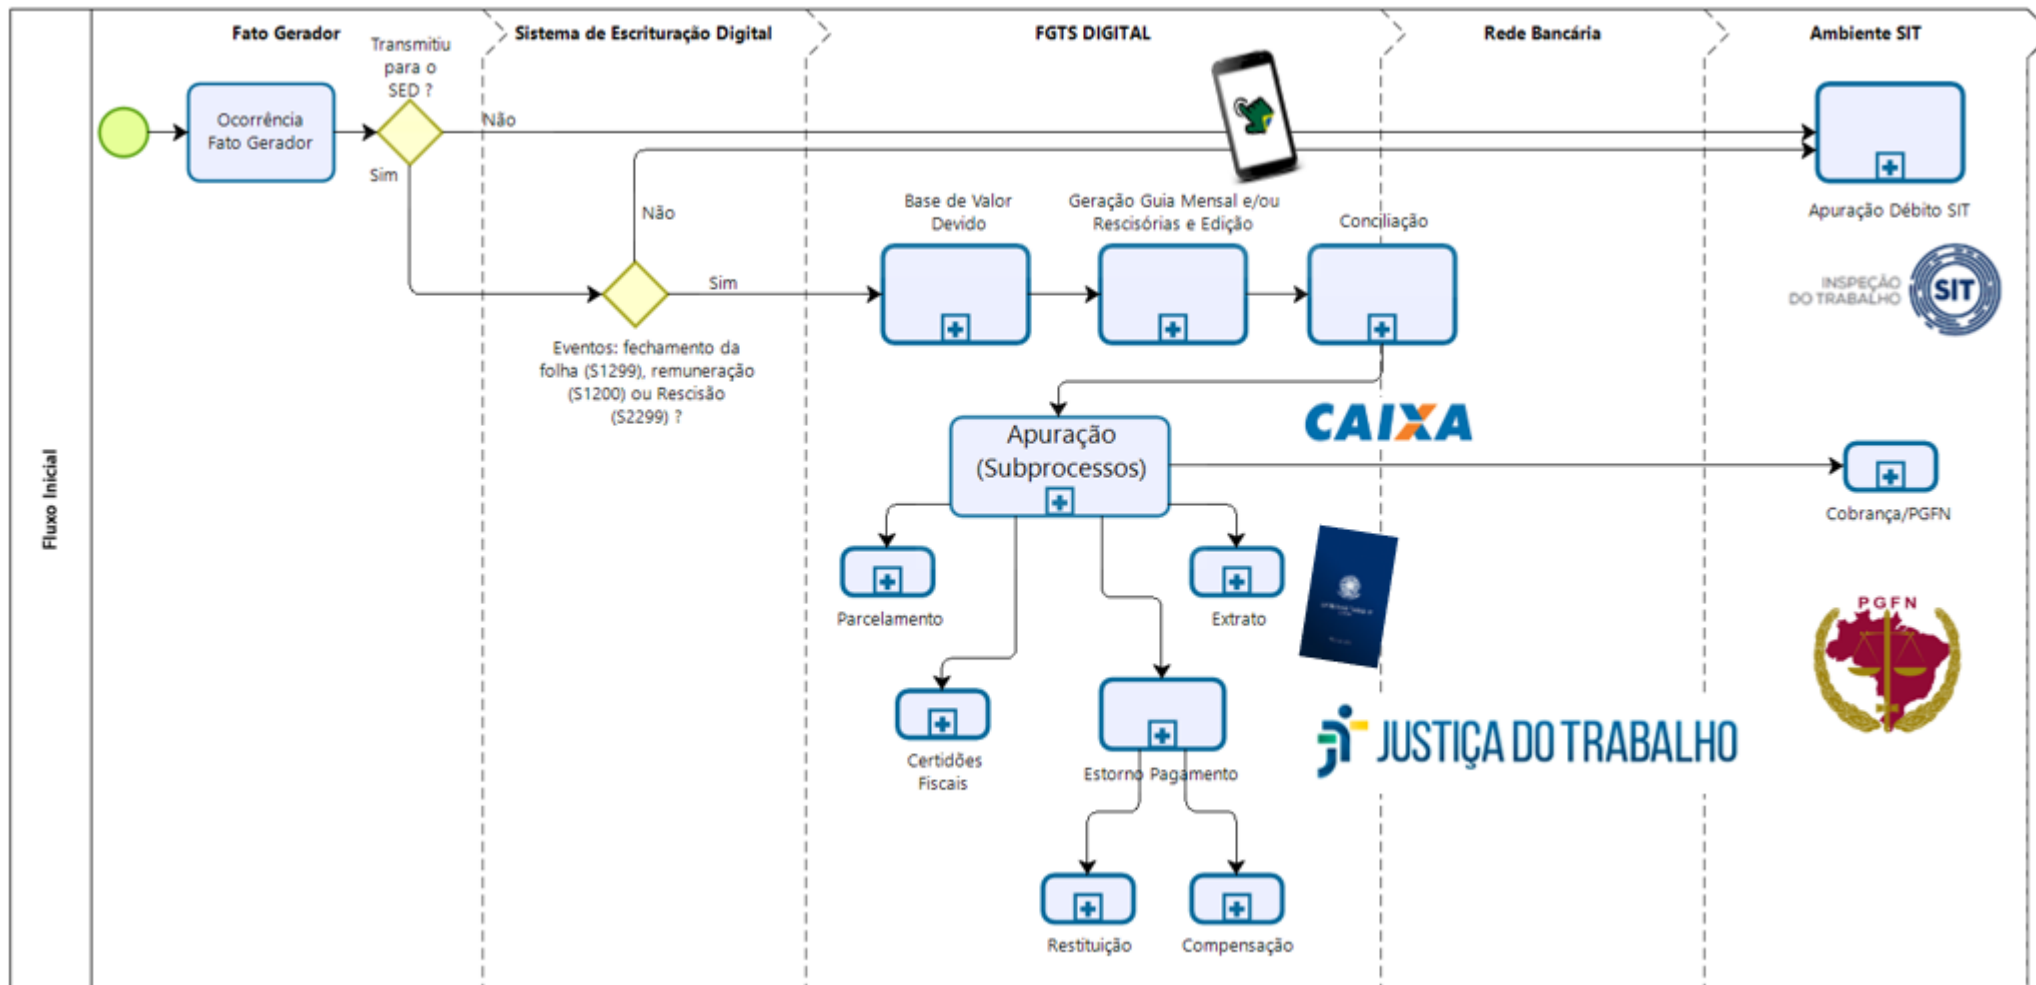 Fato Gerador
Sistema de Escrituração Digital
FGTS DIGITAL
Rede Bancária
Ambiente SIT
Fluxo Inicial
Transmitiu
para o
SED ?
Ocorrência
Fato Gerador
Não
Sim
Não
Sim
Eventos: fechamento da
folha (S1299), remuneração
(S1200) ou Rescisão
(S2299) ?
Base de Valor
Devido
Geração Guia Mensal e/ou
Rescisórias e Edição
Conciliação
Apuração Débito SIT
INSPEÇÃO
DO TRABALHO
SIT
CAIXA
Apuração
(Subprocessos)
Cobrança/PGFN
Parcelamento
Extrato
PGFN
Certidões
Fiscais
Estorno Pagamento
JUSTIÇA DO TRABALHO
Restituição
Compensação